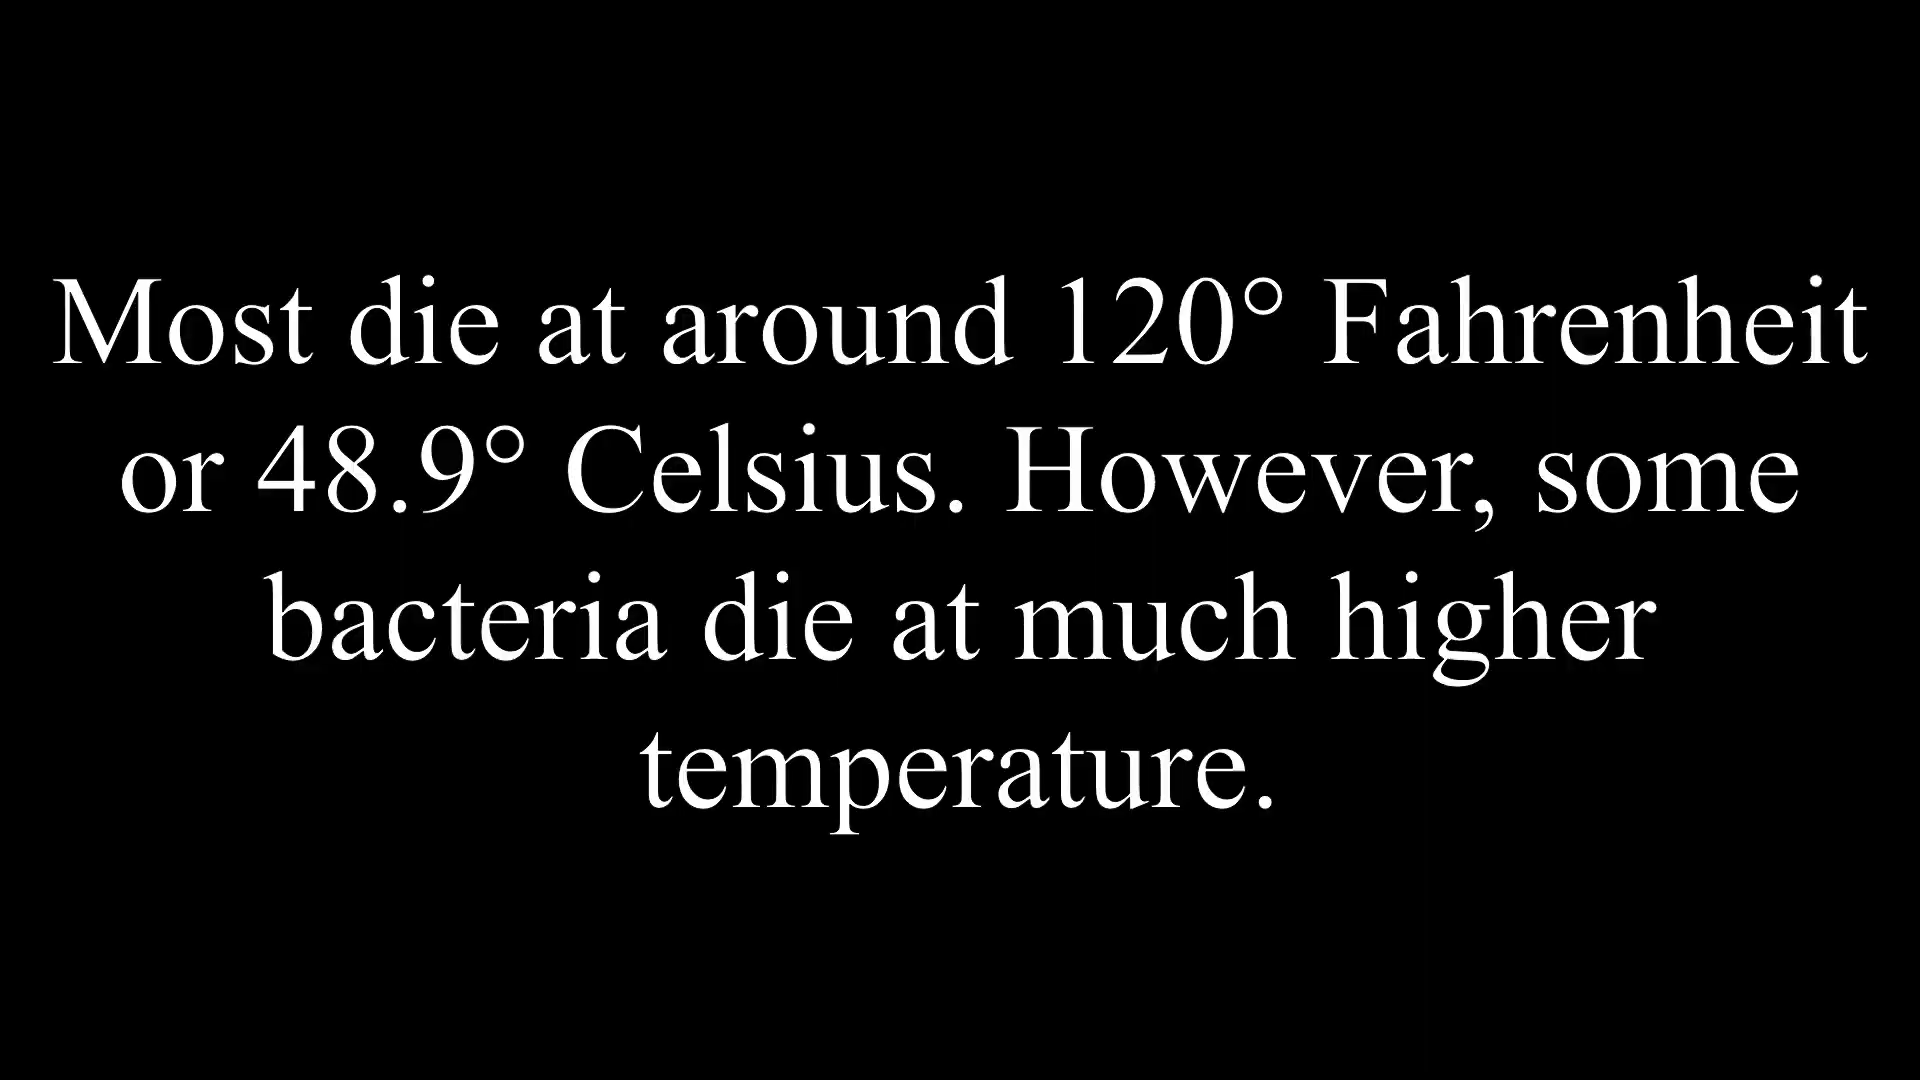 Most die at around 120° Fahrenheit
or 48.9° Celsius. However, some
bacteria die at much higher
temperature.